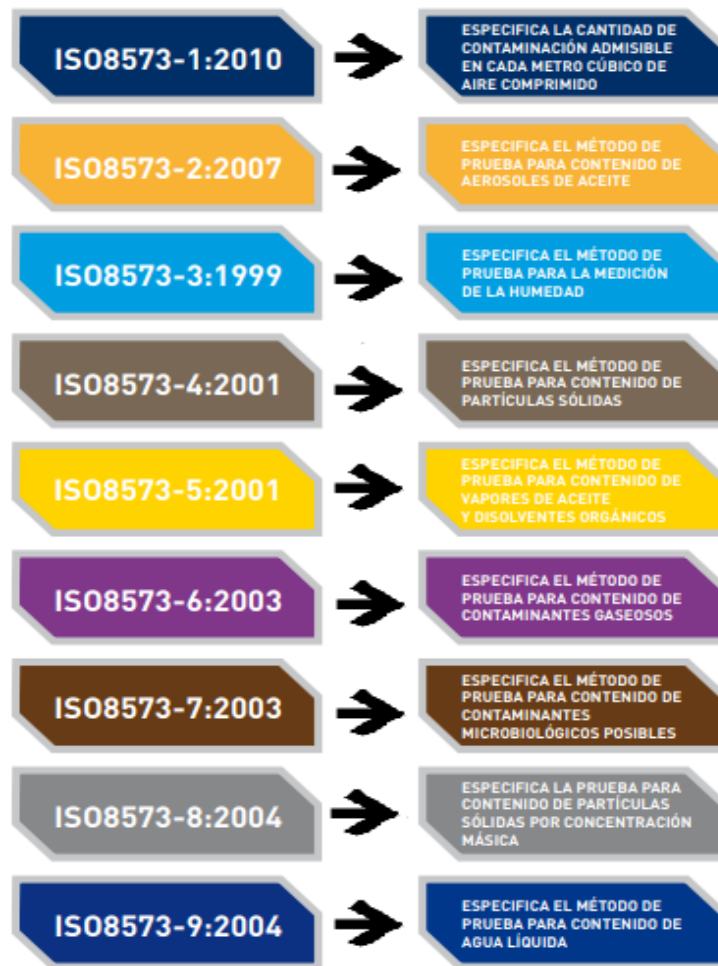 ISO8573-1:2010
ESPECIFICA LA CANTIDAD DE
CONTAMINACIÓN ADMISIBLE
EN CADA METRO CÚBICO DE
AIRE COMPRIMIDO
ISO8573-2:2007
ESPECIFICA EL MÉTODO DE
PRUEBA PARA CONTENIDO DE
AEROSOLES DE ACEITE
ISO8573-3:1999
ESPECIFICA EL MÉTODO DE
PRUEBA PARA LA MEDICIÓN
DE LA HUMEDAD
ISO8573-4:2001
ESPECIFICA EL MÉTODO DE
PRUEBA PARA CONTENIDO DE
PARTÍCULAS SÓLIDAS
ISO8573-5:2001
ESPECIFICA EL MÉTODO DE
PRUEBA PARA CONTENIDO DE
VAPORES DE ACEITE
Y DISOLVENTES ORGÁNICOS
ISO8573-6:2003
ESPECIFICA EL MÉTODO DE
PRUEBA PARA CONTENIDO DE
CONTAMINANTES GASEOSOS
ISO8573-7:2003
ESPECIFICA EL MÉTODO DE
PRUEBA PARA CONTENIDO DE
CONTAMINANTES
MICROBIOLÓGICOS POSIBLES
ISO8573-8:2004
ESPECIFICA LA PRUEBA PARA
CONTENIDO DE PARTÍCULAS
SÓLIDAS POR CONCENTRACIÓN
MÁSICA
ISO8573-9:2004
ESPECIFICA EL MÉTODO DE
PRUEBA PARA CONTENIDO DE
AGUA LÍQUIDA